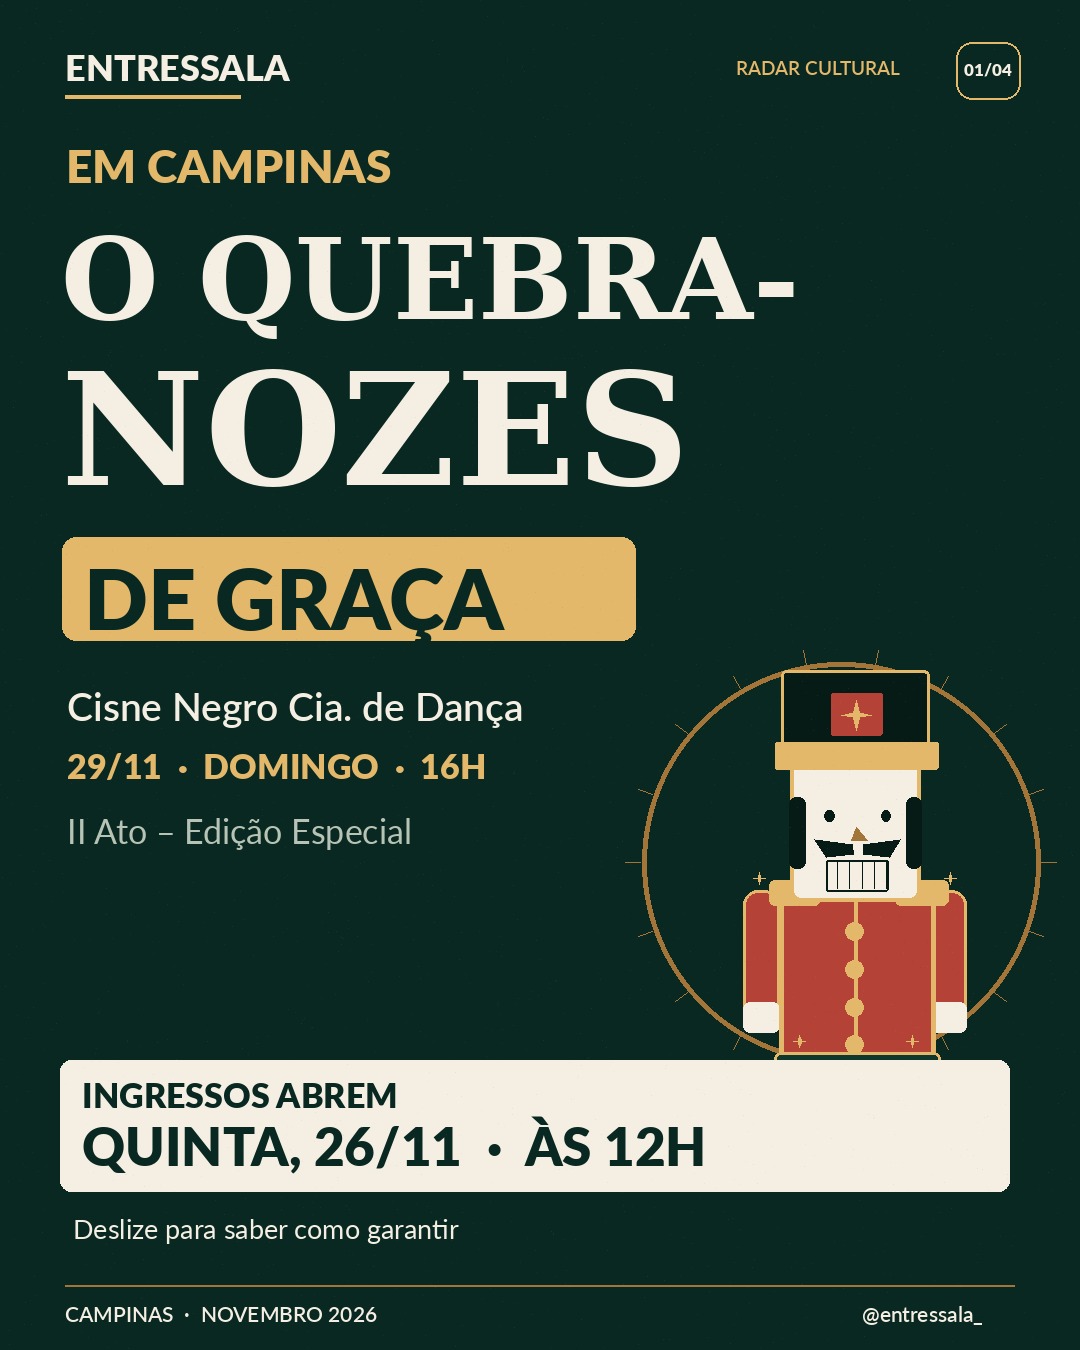 ENTRESSALA
RADAR CULTURAL
01/04
EM CAMPINAS
O QUEBRA-
NOZES
DE GRAÇA
Cisne Negro Cia. de Dança
29/11 · DOMINGO · 16H
II Ato – Edição Especial
INGRESSOS ABREM
QUINTA, 26/11 · ÀS 12H
Deslize para saber como garantir
CAMPINAS · NOVEMBRO 2026
@entressala_